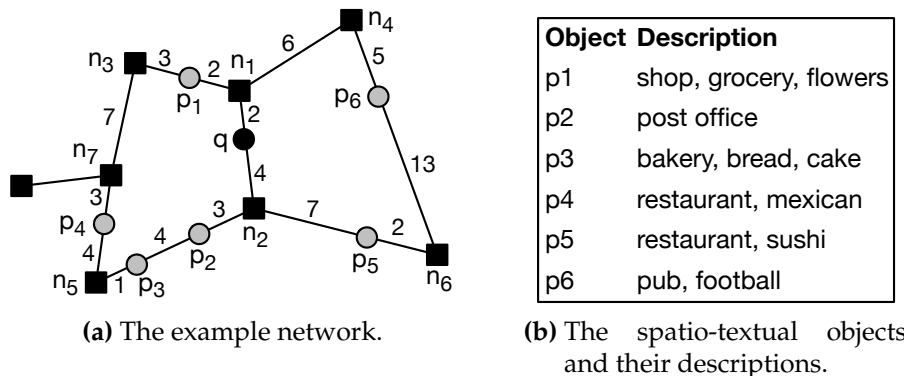 n4
6
5
n3
3
2
n1
p1
p6
2
7
q
n7
4
13
3
p4
3
7
4
4
p2
n2
2
p5
n5
1
p3
n6
(a) The example network.
Object Description
p1 shop, grocery, flowers
p2 post office
p3 bakery, bread, cake
p4 restaurant, mexican
p5 restaurant, sushi
p6 pub, football
(b) The spatio-textual objects
and their descriptions.